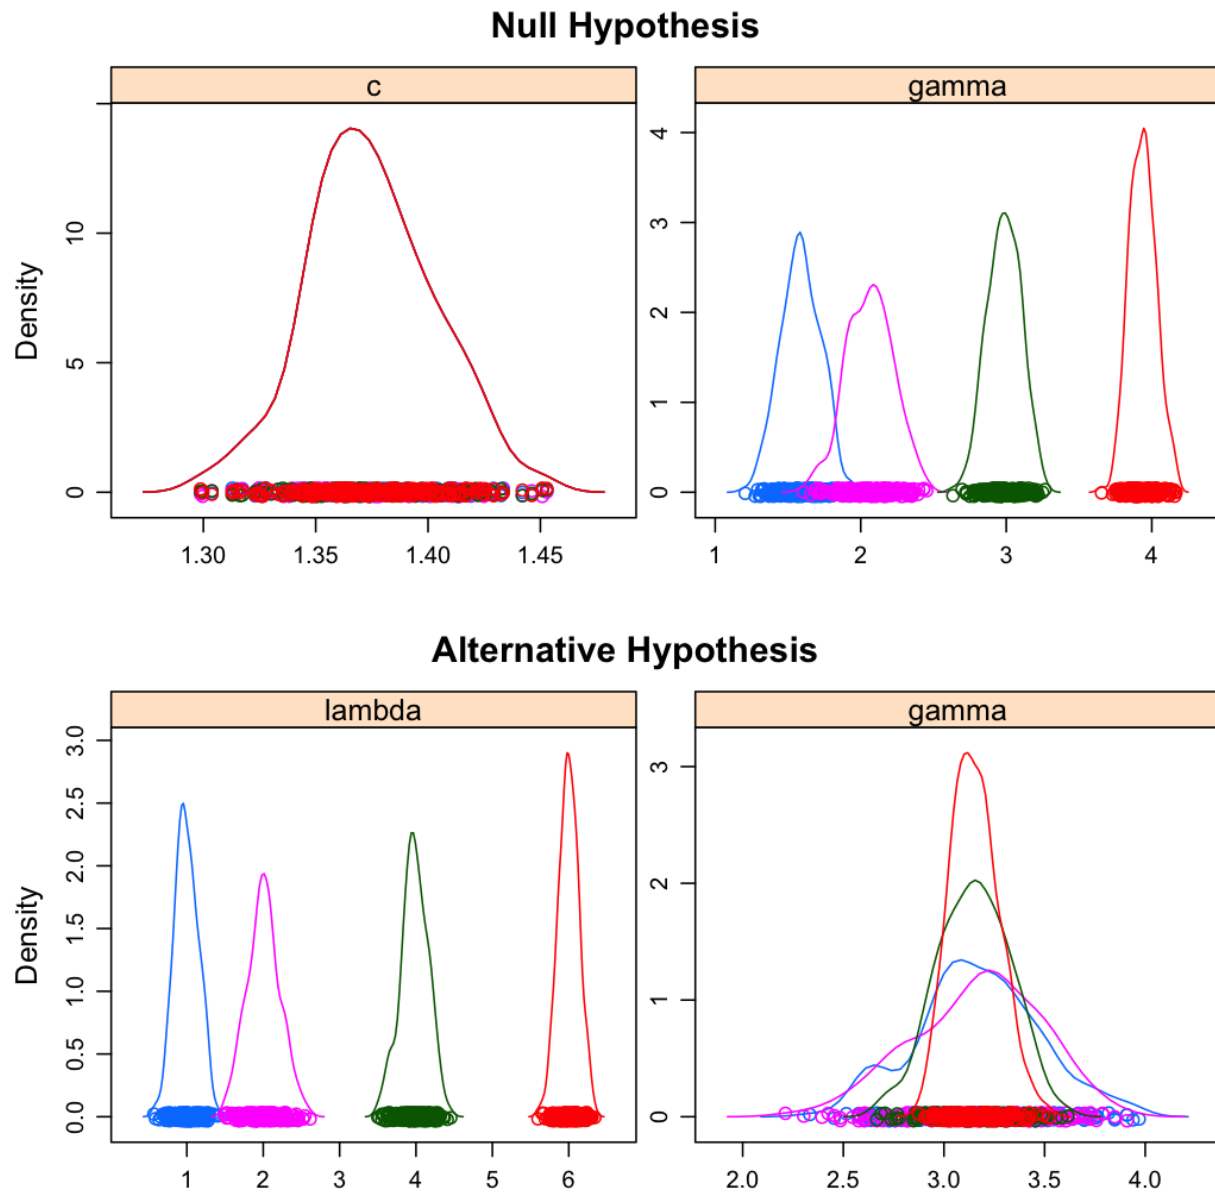 Null Hypothesis
c
gamma
Density
0
5
10
1.30 1.35 1.40 1.45
0
1
2
3
4
1 2 3 4
Alternative Hypothesis
lambda
gamma
Density
0.0
0.5
1.0
1.5
2.0
2.5
3.0
1 2 3 4 5 6
0
1
2
3
2.0 2.5 3.0 3.5 4.0